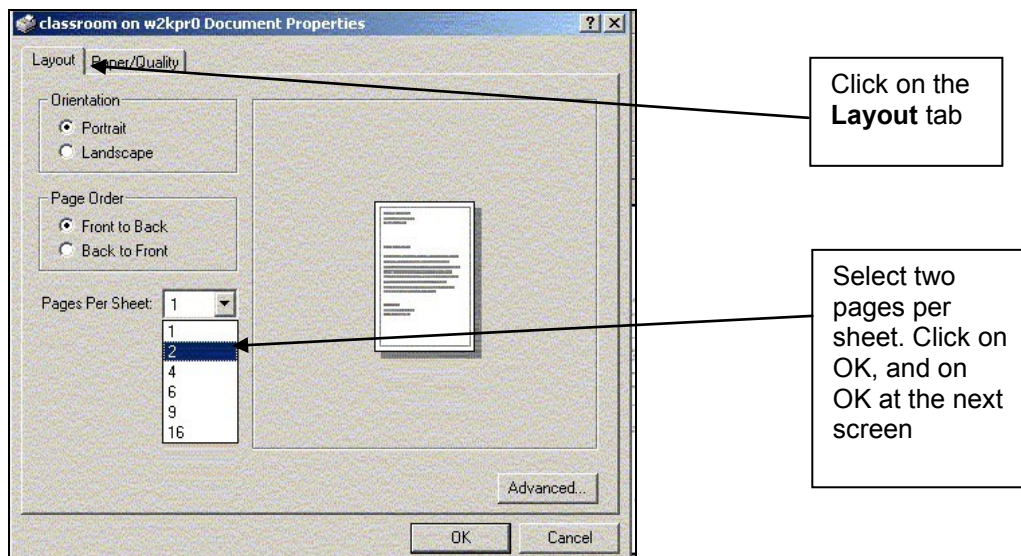 classroom on w2kpr0 Document Properties
Layout
Paper/Quality
Orientation
Portrait
Landscape
Page Order
Front to Back
Back to Front
Pages Per Sheet: 1
1
2
4
6
9
16
Advanced...
OK
Cancel
Click on the
Layout tab
Select two
pages per
sheet. Click on
OK, and on
OK at the next
screen